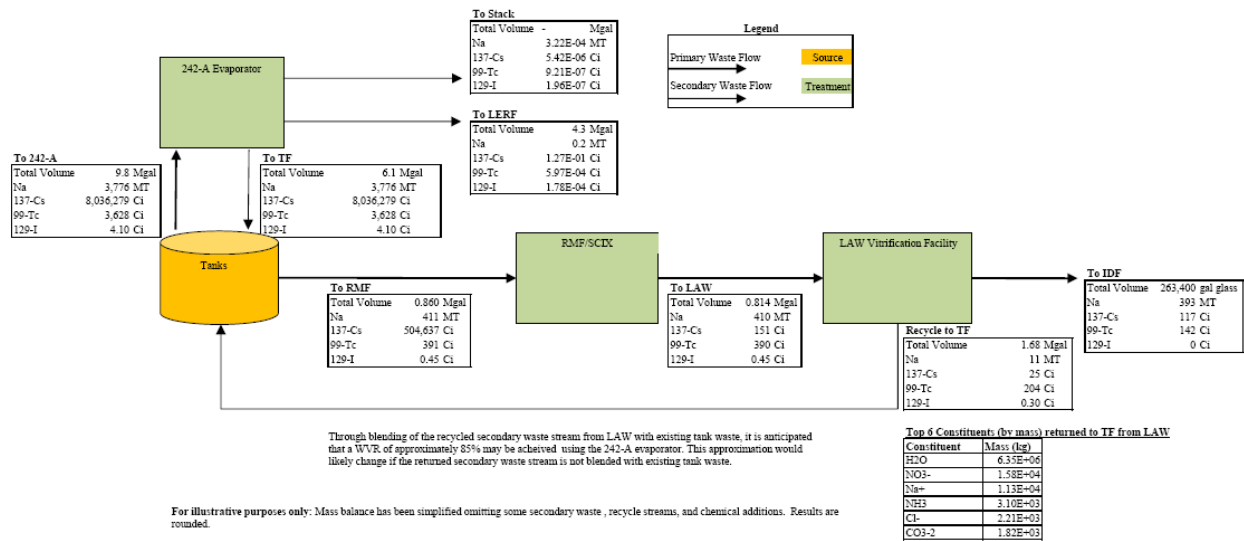 To Stack
Total Volume - Mgal
Na 3.22E-04 MT
137-Cs 5.42E-06 Ci
99-Tc 9.21E-07 Ci
129-I 1.96E-07 Ci
Legend
Primary Waste Flow Source
Secondary Waste Flow Treatment
242-A Evaporator
To LERF
Total Volume 4.3 Mgal
Na 0.2 MT
137-Cs 1.27E-01 Ci
99-Tc 5.97E-04 Ci
129-I 1.78E-04 Ci
To 242-A
Total Volume 9.8 Mgal
Na 3,776 MT
137-Cs 8,036,279 Ci
99-Tc 3,628 Ci
129-I 4.10 Ci
To TF
Total Volume 6.1 Mgal
Na 3,776 MT
137-Cs 8,036,279 Ci
99-Tc 3,628 Ci
129-I 4.10 Ci
Tanks
RMF/SCIX
LAW Vitrification Facility
To RMF
Total Volume 0.860 Mgal
Na 411 MT
137-Cs 504,637 Ci
99-Tc 391 Ci
129-I 0.45 Ci
To LAW
Total Volume 0.814 Mgal
Na 410 MT
137-Cs 151 Ci
99-Tc 390 Ci
129-I 0.45 Ci
To IDF
Total Volume 263,400 gal glass
Na 393 MT
137-Cs 117 Ci
99-Tc 142 Ci
129-I 0 Ci
Recycle to TF
Total Volume 1.68 Mgal
Na 11 MT
137-Cs 25 Ci
99-Tc 204 Ci
129-I 0.30 Ci
Through blending of the recycled secondary waste stream from LAW with existing tank waste, it is anticipated
that a WVR of approximately 85% may be acheived using the 242-A evaporator. This approximation would
likely change if the returned secondary waste stream is not blended with existing tank waste.
Top 6 Constituents (by mass) returned to TF from LAW
Constituent Mass (kg)
H2O 6.35E+06
NO3- 1.58E+04
Na+ 1.13E+04
NH3 3.10E+03
Cl- 2.21E+03
CO3-2 1.82E+03
For illustrative purposes only: Mass balance has been simplified omitting some secondary waste , recycle streams, and chemical additions. Results are
rounded.